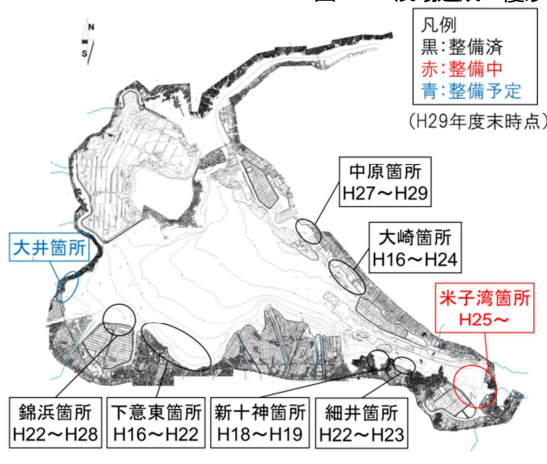 N
S
凡例
黒：整備済
赤：整備中
青：整備予定
(H29年度末時点)
中原箇所
H27～H29
大崎箇所
H16～H24
大井箇所
米子湾箇所
H25～
錦浜箇所
H22～H28
下意東箇所
H16～H22
新十神箇所
H18～H19
細井箇所
H22～H23